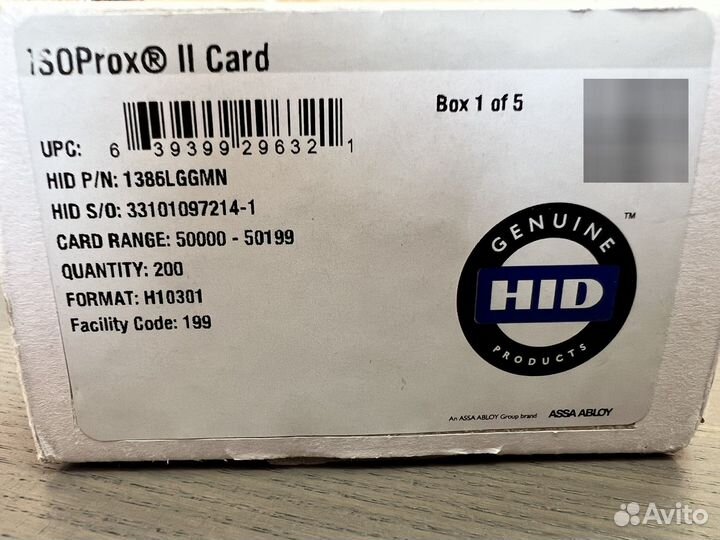 ISOProx® II Card
Box 1 of 5
UPC: 6 39399 29632 1
HID P/N: 1386LGGMN
HID S/O: 33101097214-1
CARD RANGE: 50000 - 50199
QUANTITY: 200
FORMAT: H10301
Facility Code: 199
GENUINE
HID
PRODUCTS
™
An ASSA ABLOY Group brand ASSA ABLOY
Avito